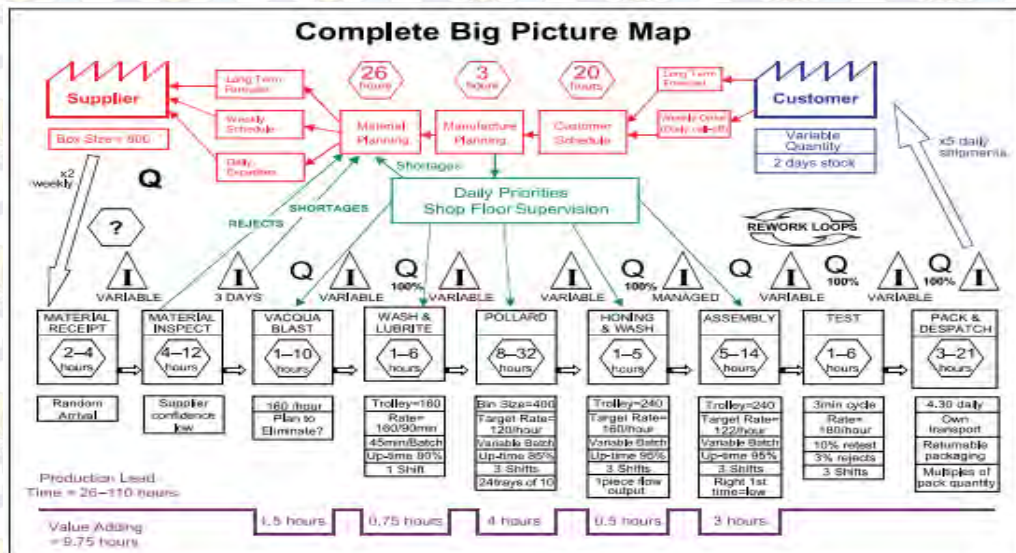 Complete Big Picture Map
Supplier
Box Size = 600
Long Term
Weekly
Schedule
Daily
26
hours
3
hours
20
hours
Material
Planning.
Manufacture
Planning.
Customer
Schedule
Long Term
Forecast
Weekly Order
(Daily call-off)
Customer
Variable
Quantity
2 days stock
x5 daily
shipments.
x2
weekly
Q
?
REJECTS
SHORTAGES
Shortages
Daily Priorities
Shop Floor Supervision
REWORK LOOPS
I
VARIABLE
I
3 DAYS
Q
I
VARIABLE
Q
100%
I
VARIABLE
I
VARIABLE
Q
100%
I
MANAGED
Q
I
VARIABLE
Q
100%
I
VARIABLE
Q
100%
I
MATERIAL
RECEIPT
2–4
hours
Random
Arrival
MATERIAL
INSPECT
4–12
hours
Supplier
confidence
low
VACQUA
BLAST
1–10
hours
160 /hour
Plan to
Eliminate?
WASH &
LUBRITE
1–6
hours
Trolley=160
Rate=
160/90min
45min/Batch
Up-time 80%
1 Shift
POLLARD
8–32
hours
Bin Size=400
Target Rate=
120/hour
Variable Batch
Up-time 85%
3 Shifts
24trays of 10
HONING
& WASH
1–5
hours
Trolley=240
Target Rate=
160/hour
Variable Batch
Up-time 95%
3 Shifts
1piece flow
output
ASSEMBLY
5–14
hours
Trolley=240
Target Rate
=122/hour
Variable Batch
Up-time 95%
3 Shifts
Right 1st
time=low
TEST
1–6
hours
3min cycle
Rate=
180/hour
10% retest
3% rejects
3 Shifts
PACK &
DESPATCH
3–21
hours
4.30 daily
Own
transport
Returnable
packaging
Multiples of
pack quantity
Production Lead
Time = 26–110 hours
Value Adding
= 9.75 hours
1.5 hours
0.75 hours
4 hours
0.5 hours
3 hours